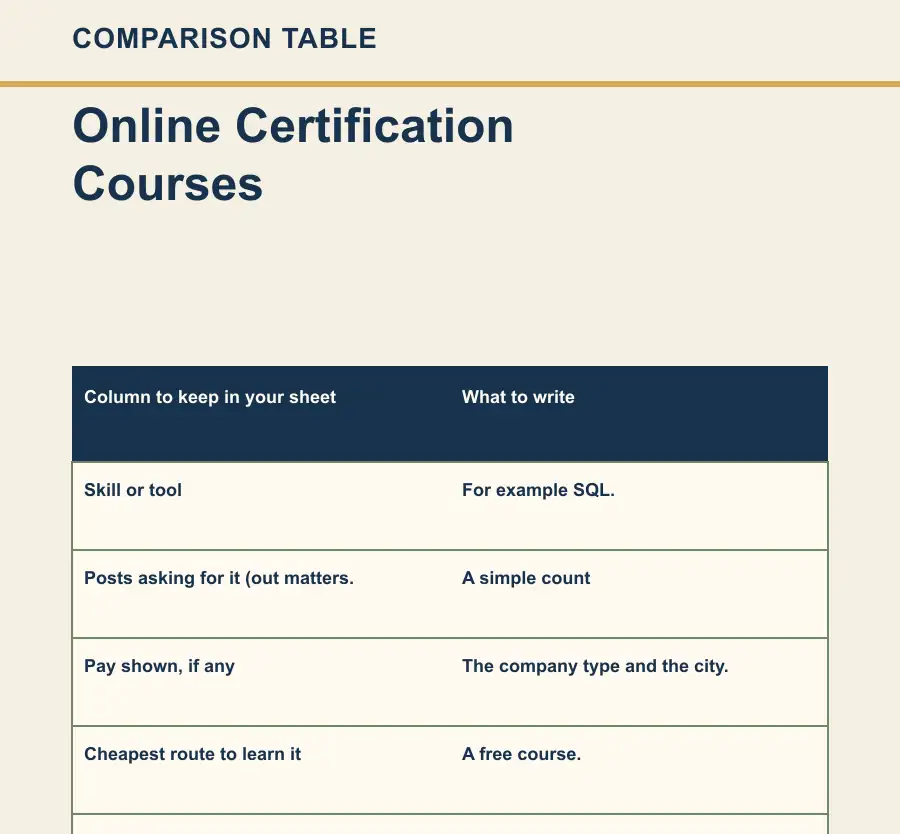 COMPARISON TABLE
Online Certification
Courses
Column to keep in your sheet What to write
Skill or tool For example SQL.
Posts asking for it (out matters. A simple count
Pay shown, if any The company type and the city.
Cheapest route to learn it A free course.